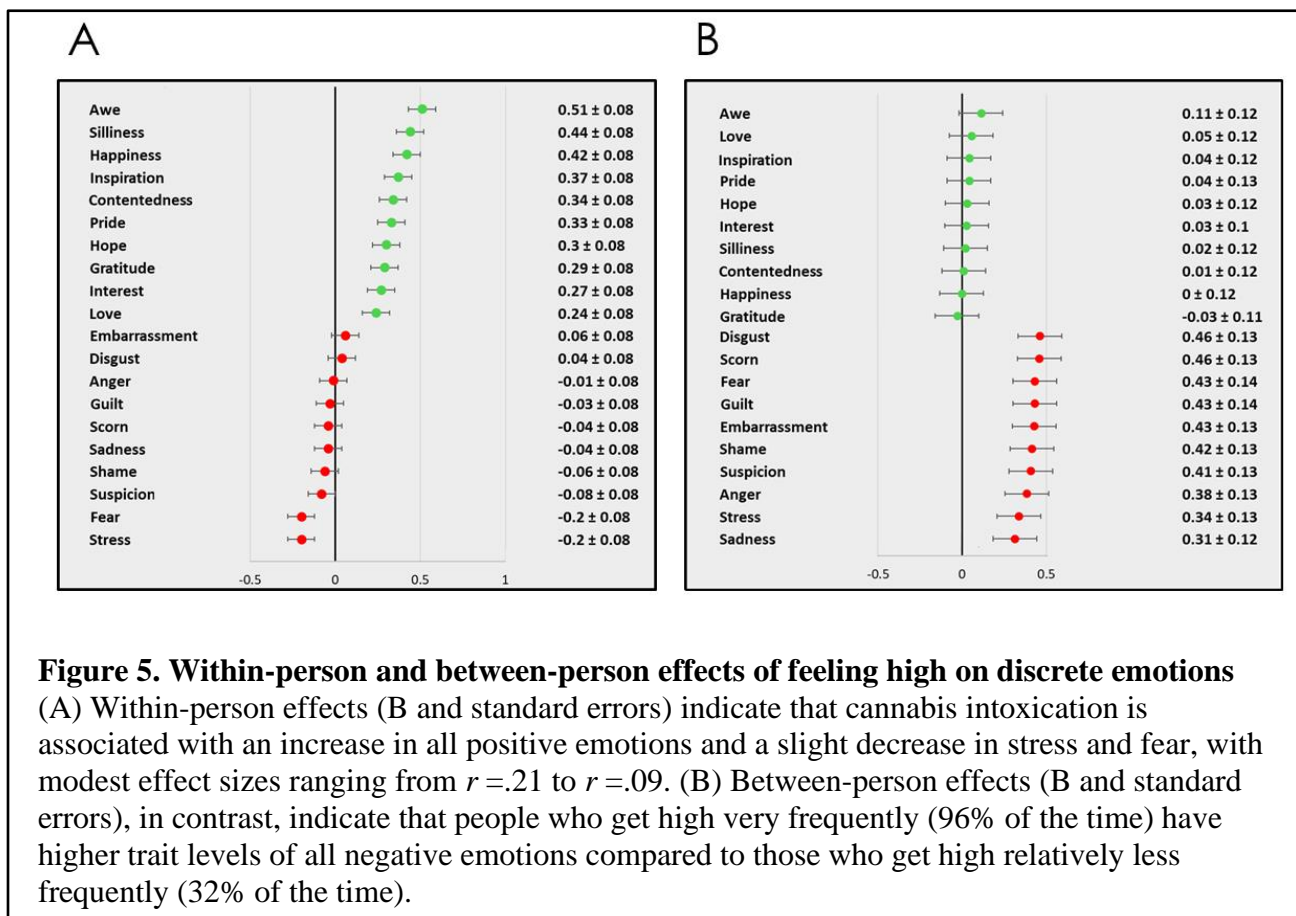 A
Awe 0.51 ± 0.08
Silliness 0.44 ± 0.08
Happiness 0.42 ± 0.08
Inspiration 0.37 ± 0.08
Contentedness 0.34 ± 0.08
Pride 0.33 ± 0.08
Hope 0.3 ± 0.08
Gratitude 0.29 ± 0.08
Interest 0.27 ± 0.08
Love 0.24 ± 0.08
Embarrassment 0.06 ± 0.08
Disgust 0.04 ± 0.08
Anger -0.01 ± 0.08
Guilt -0.03 ± 0.08
Scorn -0.04 ± 0.08
Sadness -0.04 ± 0.08
Shame -0.06 ± 0.08
Suspicion -0.08 ± 0.08
Fear -0.2 ± 0.08
Stress -0.2 ± 0.08
-0.5 0 0.5 1
B
Awe 0.11 ± 0.12
Love 0.05 ± 0.12
Inspiration 0.04 ± 0.12
Pride 0.04 ± 0.13
Hope 0.03 ± 0.12
Interest 0.03 ± 0.1
Silliness 0.02 ± 0.12
Contentedness 0.01 ± 0.12
Happiness 0 ± 0.12
Gratitude -0.03 ± 0.11
Disgust 0.46 ± 0.13
Scorn 0.46 ± 0.13
Fear 0.43 ± 0.14
Guilt 0.43 ± 0.14
Embarrassment 0.43 ± 0.13
Shame 0.42 ± 0.13
Suspicion 0.41 ± 0.13
Anger 0.38 ± 0.13
Stress 0.34 ± 0.13
Sadness 0.31 ± 0.12
-0.5 0 0.5
Figure 5. Within-person and between-person effects of feeling high on discrete emotions
(A) Within-person effects (B and standard errors) indicate that cannabis intoxication is
associated with an increase in all positive emotions and a slight decrease in stress and fear, with
modest effect sizes ranging from r =.21 to r =.09. (B) Between-person effects (B and standard
errors), in contrast, indicate that people who get high very frequently (96% of the time) have
higher trait levels of all negative emotions compared to those who get high relatively less
frequently (32% of the time).